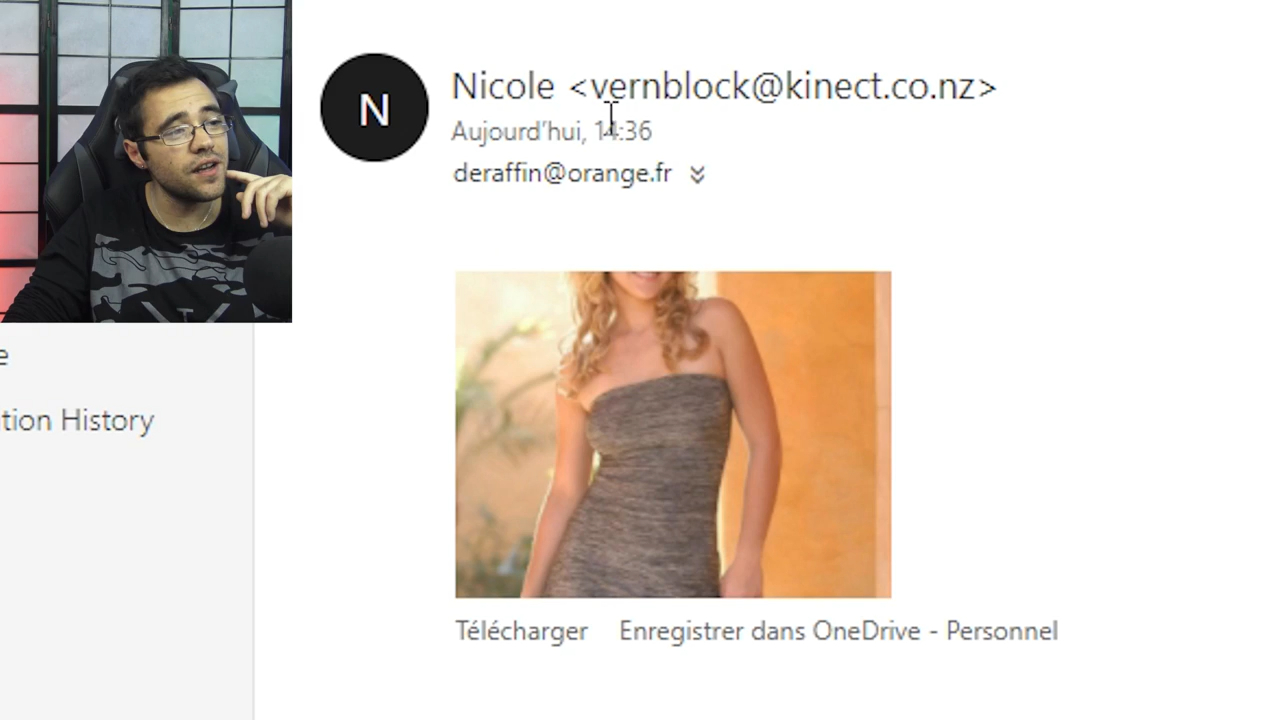 N
Nicole <vernblock@kinect.co.nz>
Aujourd'hui, 14:36
deraffin@orange.fr
e
tion History
Télécharger Enregistrer dans OneDrive - Personnel